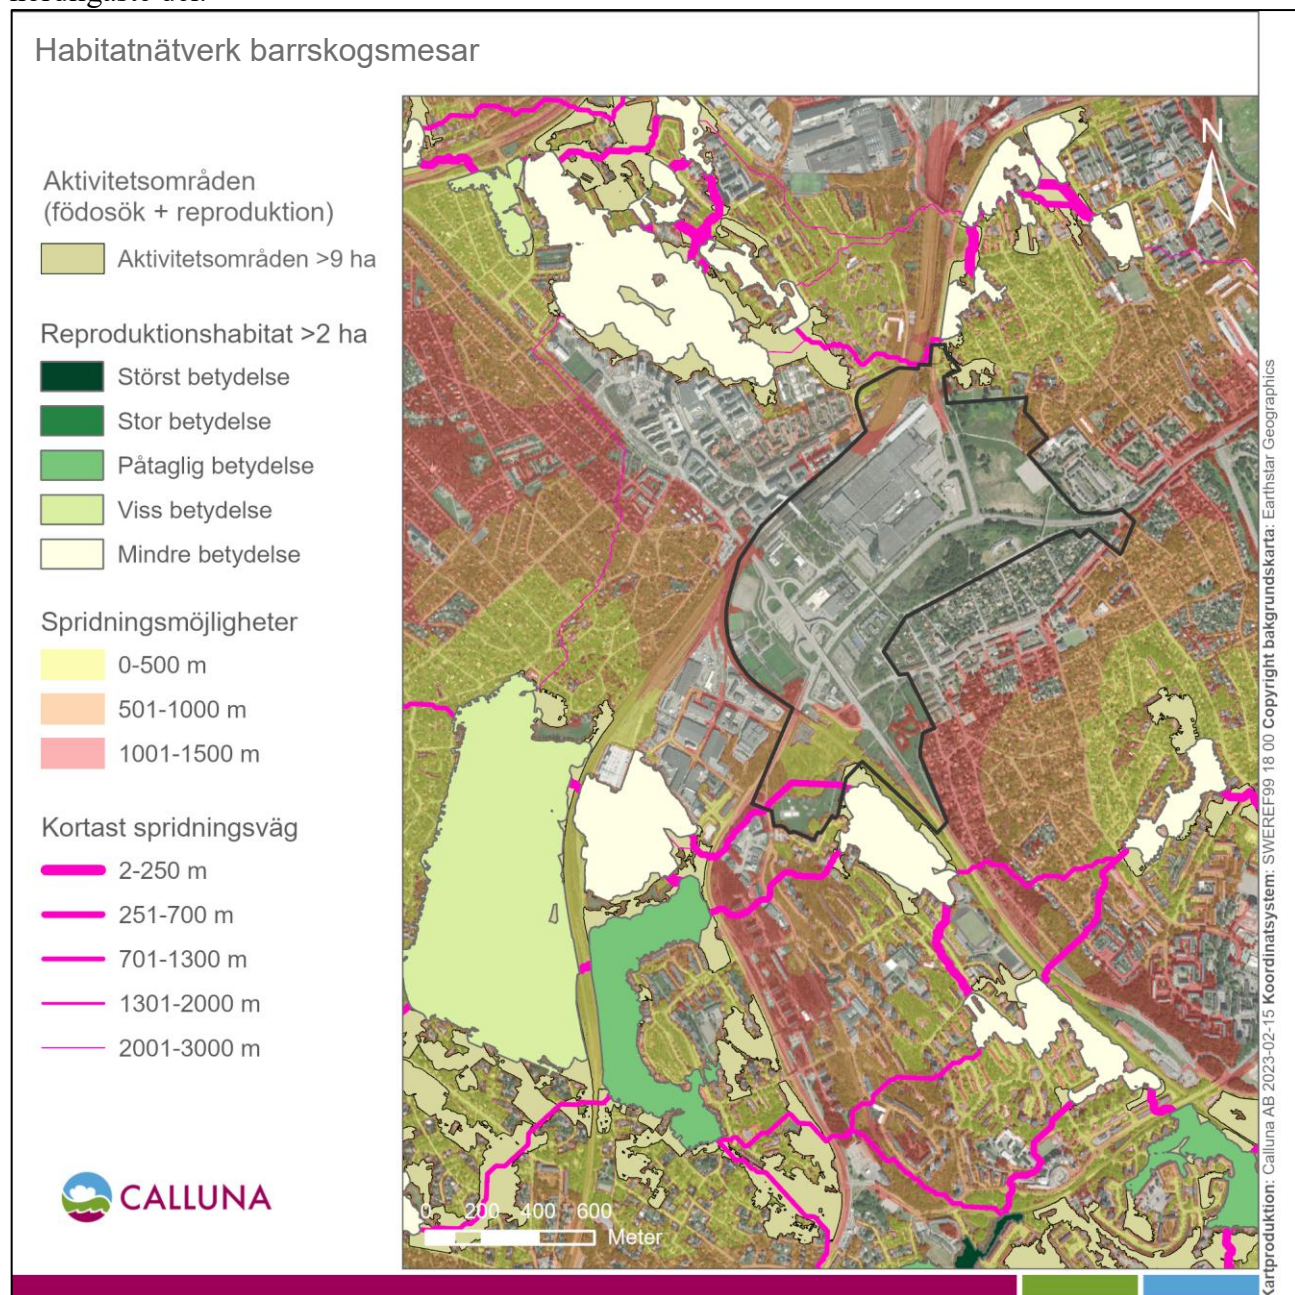 Habitatnätverk barrskogsmesar
Aktivitetsområden
(födosök + reproduktion)
Aktivitetsområden >9 ha
Reproduktionshabitat >2 ha
Störst betydelse
Stor betydelse
Påtaglig betydelse
Viss betydelse
Mindre betydelse
Spridningsmöjligheter
0-500 m
501-1000 m
1001-1500 m
Kortast spridningsväg
2-250 m
251-700 m
701-1300 m
1301-2000 m
2001-3000 m
CALLUNA
N
0 200 400 600
Meter
Kartproduktion: Calluna AB 2023-02-15 Koordinatsystem: SWEREF99 18 00 Copyright bakgrundskarta: Earthstar Geographics